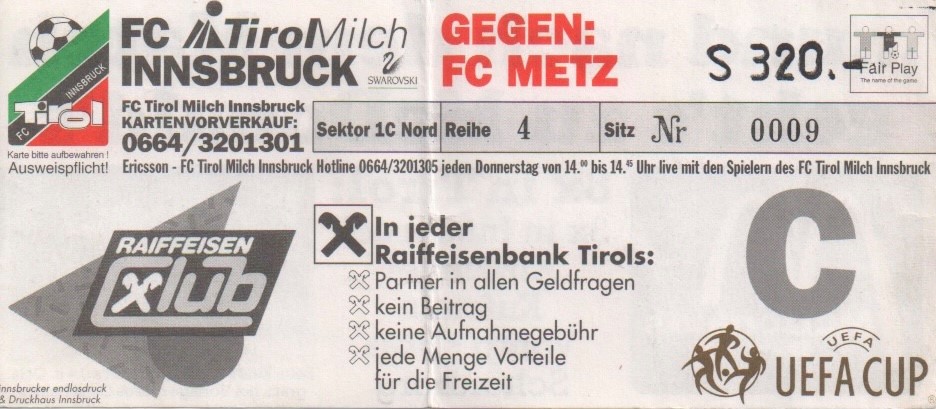 FC TirolMilch
INNSBRUCK
SWAROVSKI
GEGEN:
FC METZ
S 320.-
Fair Play
The name of the game.
INNSBRUCK
Tirol
FC
Karte bitte aufbewahren!
Ausweispflicht!
FC Tirol Milch Innsbruck
KARTENVORVERKAUF:
0664/3201301
Sektor 1C Nord Reihe 4 Sitz Nr 0009
Ericsson - FC Tirol Milch Innsbruck Hotline 0664/3201305 jeden Donnerstag von 14.00 bis 14.45 Uhr live mit den Spielern des FC Tirol Milch Innsbruck
RAIFFEISEN
Club
In jeder
Raiffeisenbank Tirols:
Partner in allen Geldfragen
kein Beitrag
keine Aufnahmegebühr
jede Menge Vorteile
für die Freizeit
C
UEFA
UEFA CUP
®
innsbrucker endlosdruck
& Druckhaus Innsbruck